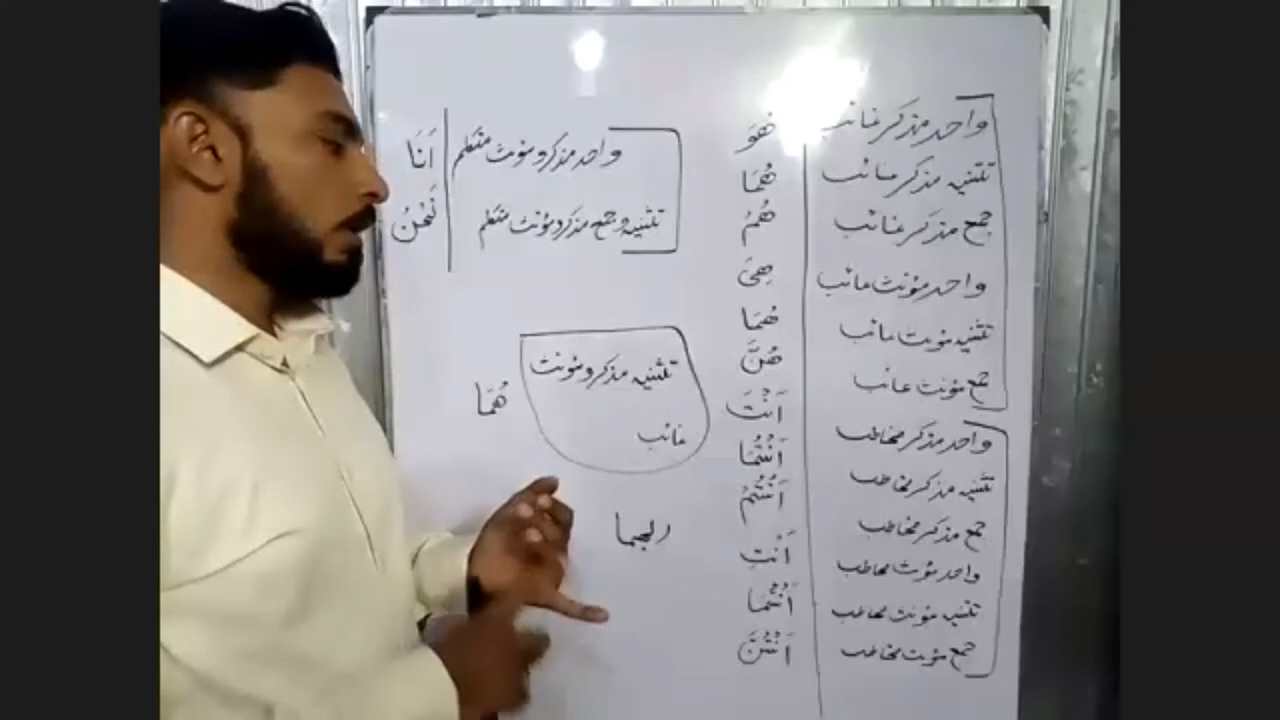 واحد مذکر غائب هُوَ
تثنیہ مذکر غائب هُمَا
جمع مذکر غائب هُمْ
واحد مؤنث غائب هِیَ
تثنیہ مؤنث غائب هُمَا
جمع مؤنث غائب هُنَّ
واحد مذکر مخاطب اَنْتَ
تثنیہ مذکر مخاطب اَنْتُمَا
جمع مذکر مخاطب اَنْتُمْ
واحد مؤنث مخاطب اَنْتِ
تثنیہ مؤنث مخاطب اَنْتُمَا
جمع مؤنث مخاطب اَنْتُنَّ
واحد مذکر و مؤنث متکلم اَنَا
تثنیہ و جمع مذکر و مؤنث متکلم نَحْنُ
تثنیہ مذکر و مؤنث
غائب هُمَا